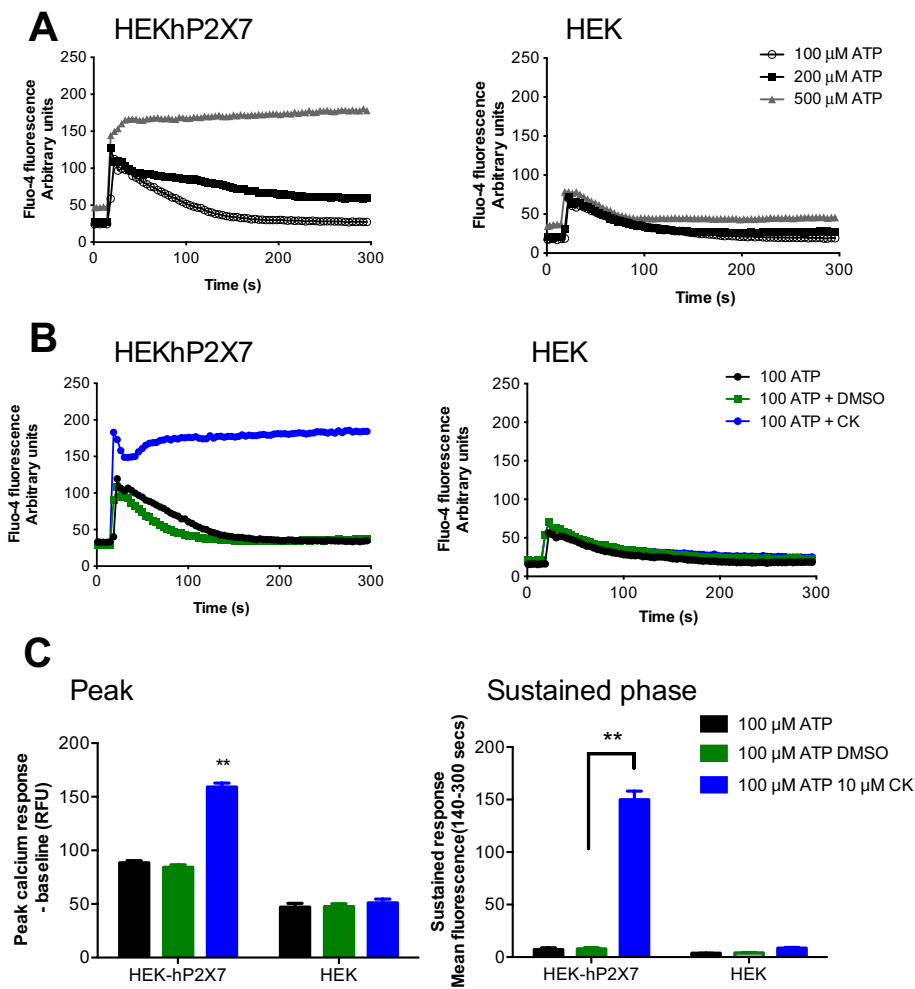 A
HEKhP2X7
HEK
100 µM ATP
200 µM ATP
500 µM ATP
Fluo-4 fluorescence
Arbitrary units
250
200
150
100
50
0
0 100 200 300
Time (s)
Fluo-4 fluorescence
Arbitrary units
250
200
150
100
50
0
0 100 200 300
Time (s)
B
HEKhP2X7
HEK
100 ATP
100 ATP + DMSO
100 ATP + CK
Fluo-4 fluorescence
Arbitrary units
250
200
150
100
50
0
0 100 200 300
Time (s)
Fluo-4 fluorescence
Arbitrary units
250
200
150
100
50
0
0 100 200 300
Time (s)
C
Peak
Sustained phase
100 µM ATP
100 µM ATP DMSO
100 µM ATP 10 µM CK
Peak calcium response
- baseline (RFU)
200
150
100
50
0
**
HEK-hP2X7 HEK
Sustained response
Mean fluorescence(140-300 secs)
200
150
100
50
0
**
HEK-hP2X7 HEK